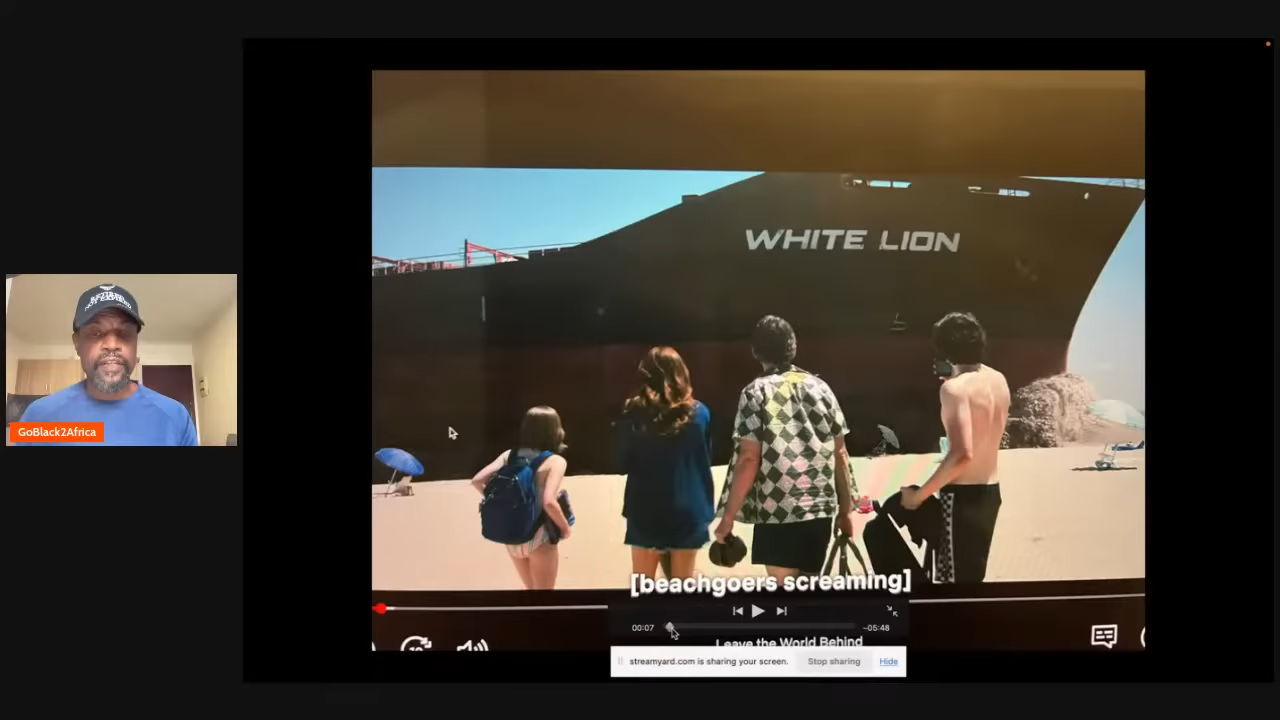 WHITE LION
GoBlack2Africa
[beachgoers screaming]
00:07
-05:48
Leave the World Behind
streamyard.com is sharing your screen.
Stop sharing
Hide